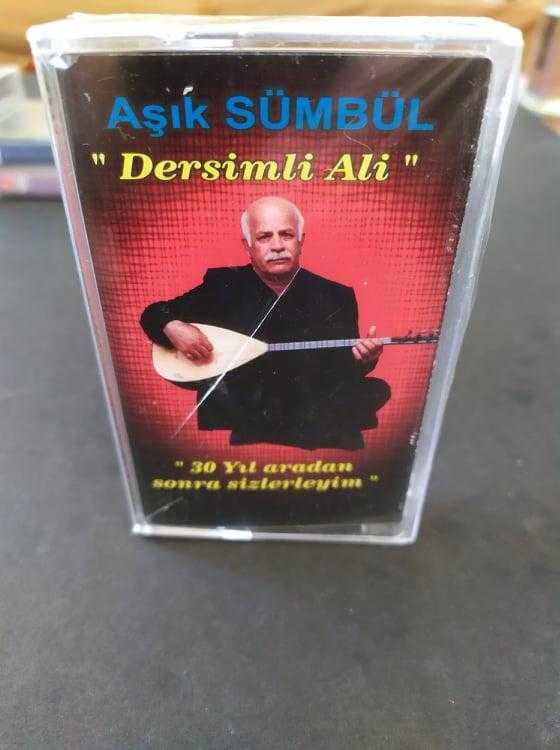 Aşık SÜMBÜL
" Dersimli Ali "
" 30 Yıl aradan
sonra sizlerleyim "